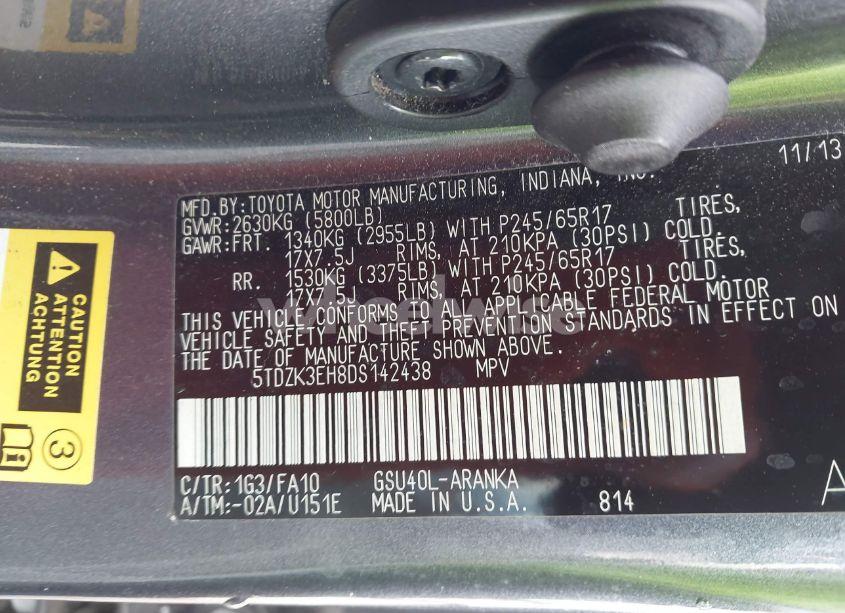 11/13
MFD.BY:TOYOTA MOTOR MANUFACTURING, INDIANA, INC.
GVWR:2630KG (5800LB)
GAWR:FRT. 1340KG (2955LB) WITH P245/65R17 TIRES,
17X7.5J RIMS, AT 210KPA (30PSI) COLD.
RR. 1530KG (3375LB) WITH P245/65R17 TIRES,
17X7.5J RIMS, AT 210KPA (30PSI) COLD.
THIS VEHICLE CONFORMS TO ALL APPLICABLE FEDERAL MOTOR
VEHICLE SAFETY AND THEFT PREVENTION STANDARDS IN EFFECT ON
THE DATE OF MANUFACTURE SHOWN ABOVE.
5TDZK3EH8DS142438 MPV
C/TR:1G3/FA10 GSU40L-ARANKA
A/TM:-02A/U151E MADE IN U.S.A. 814
A
CAUTION
ATTENTION
ACHTUNG
3